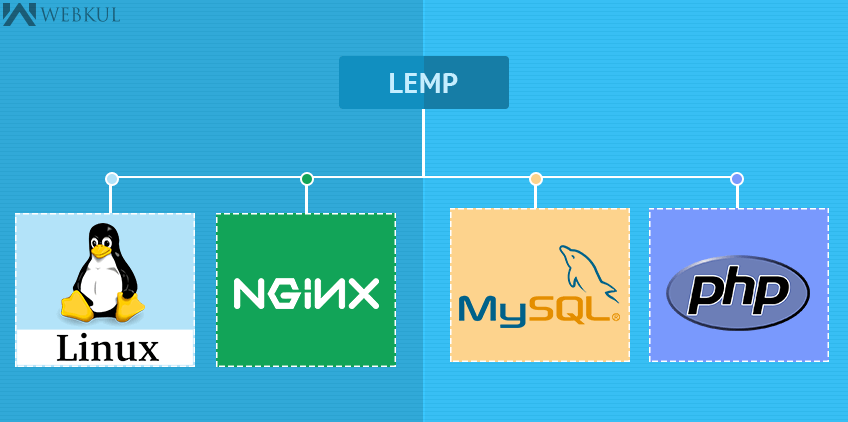 WEBKUL
LEMP
Linux
NGiNX
MySQL®
php